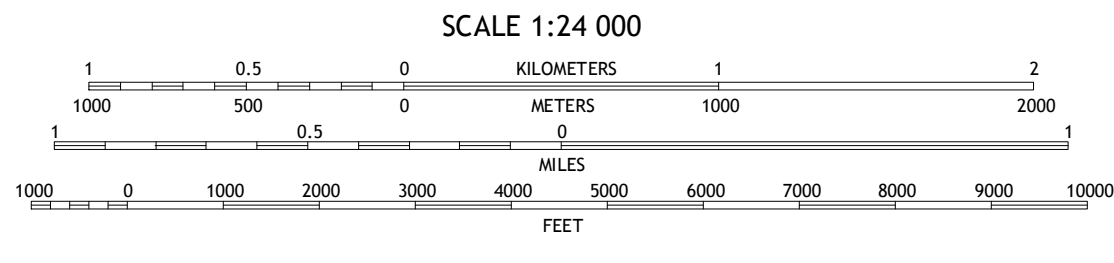 SCALE 1:24 000
1 0.5 0 KILOMETERS 1 2
1000 500 0 METERS 1000 2000
1 0.5 0 1
MILES
1000 0 1000 2000 3000 4000 5000 6000 7000 8000 9000 10000
FEET